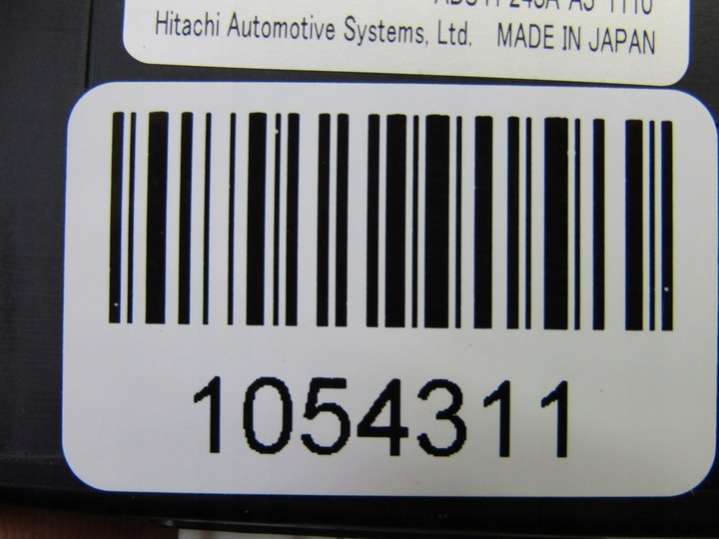 Hitachi Automotive Systems, Ltd. MADE IN JAPAN
1054311